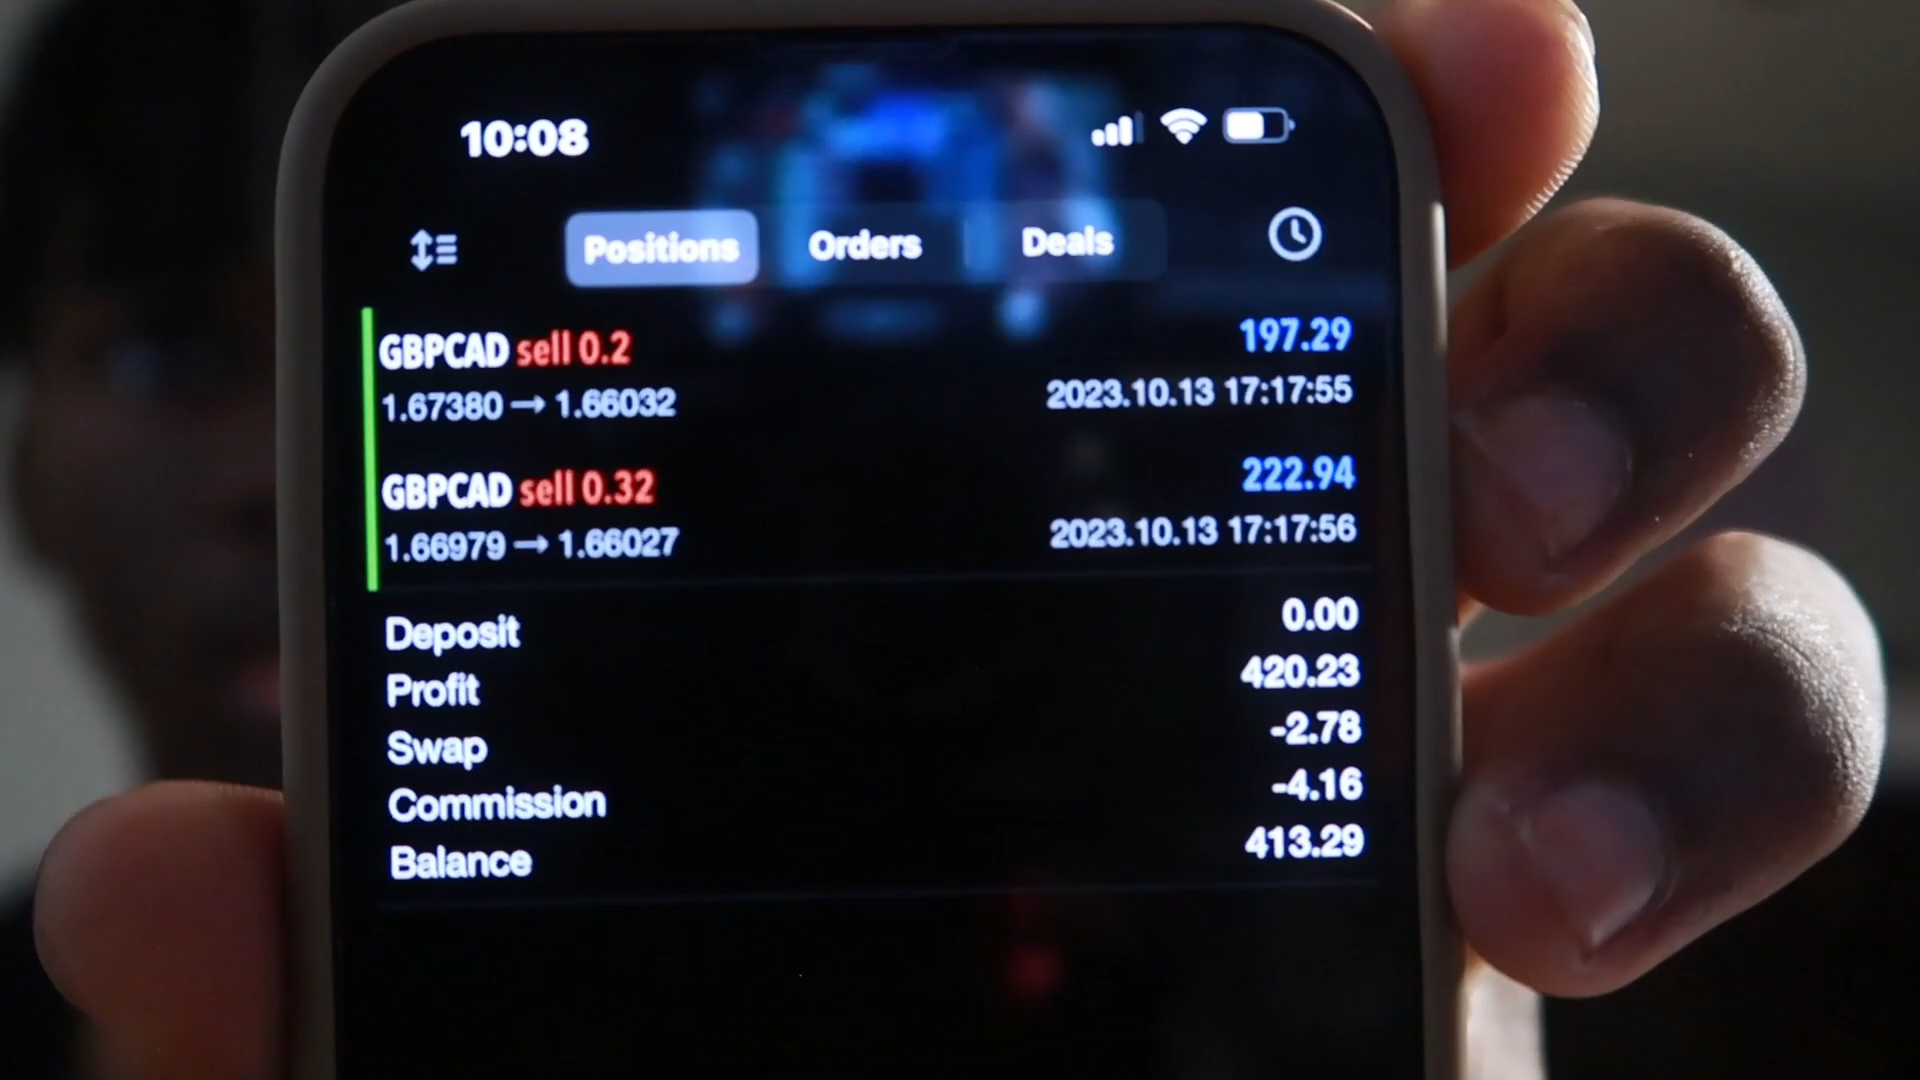 10:08
Positions Orders Deals
GBPCAD sell 0.2 197.29
1.67380 → 1.66032 2023.10.13 17:17:55
GBPCAD sell 0.32 222.94
1.66979 → 1.66027 2023.10.13 17:17:56
Deposit 0.00
Profit 420.23
Swap -2.78
Commission -4.16
Balance 413.29